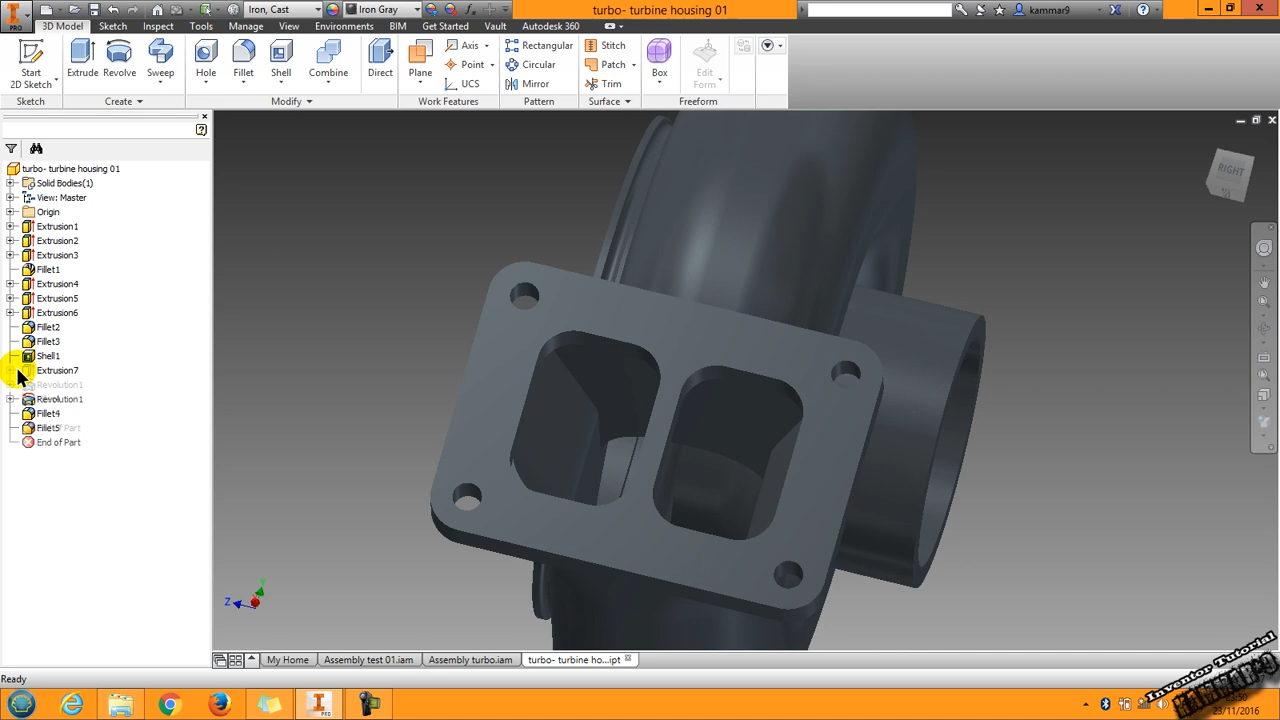 Iron, Cast
Iron Gray
turbo- turbine housing 01
kammar9
PRO
3D Model
Sketch
Inspect
Tools
Manage
View
Environments
BIM
Get Started
Vault
Autodesk 360
Start
2D Sketch
Extrude
Revolve
Sweep
Hole
Fillet
Shell
Combine
Direct
Plane
Axis
Point
UCS
Rectangular
Circular
Mirror
Stitch
Patch
Trim
Box
Edit
Form
Sketch
Create
Modify
Work Features
Pattern
Surface
Freeform
turbo- turbine housing 01
Solid Bodies(1)
View: Master
Origin
Extrusion1
Extrusion2
Extrusion3
Fillet1
Extrusion4
Extrusion5
Extrusion6
Fillet2
Fillet3
Shell1
Extrusion7
Revolution1
Revolution1
Fillet4
Fillet5
End of Part
RIGHT
Y
Z
My Home
Assembly test 01.iam
Assembly turbo.iam
turbo- turbine ho...ipt
Ready
PRO
Inventor Tutorial
23/11/2016